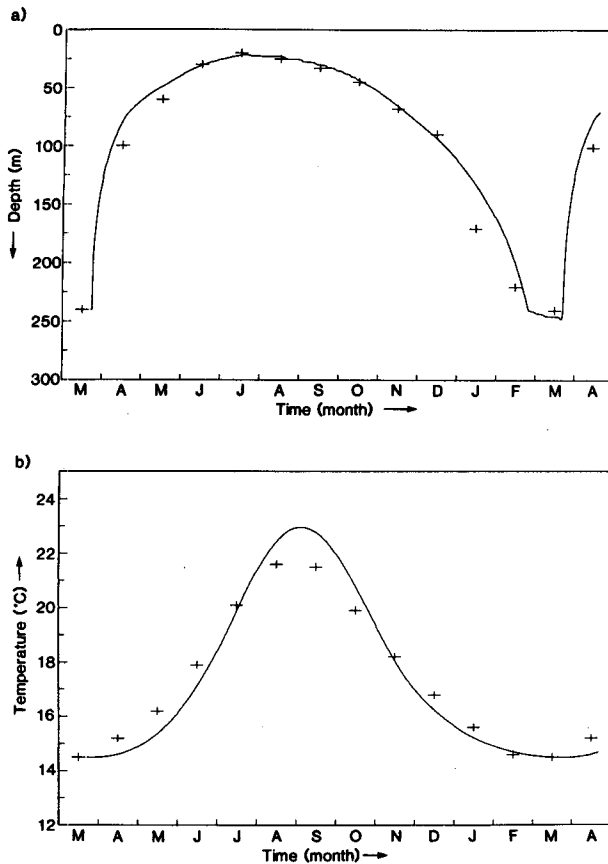 a)
0
50
100
150
200
250
300
← Depth (m)
M A M J J A S O N D J F M A
Time (month) →
b)
24
22
20
18
16
14
12
Temperature (°C) →
M A M J J A S O N D J F M A
Time (month) →